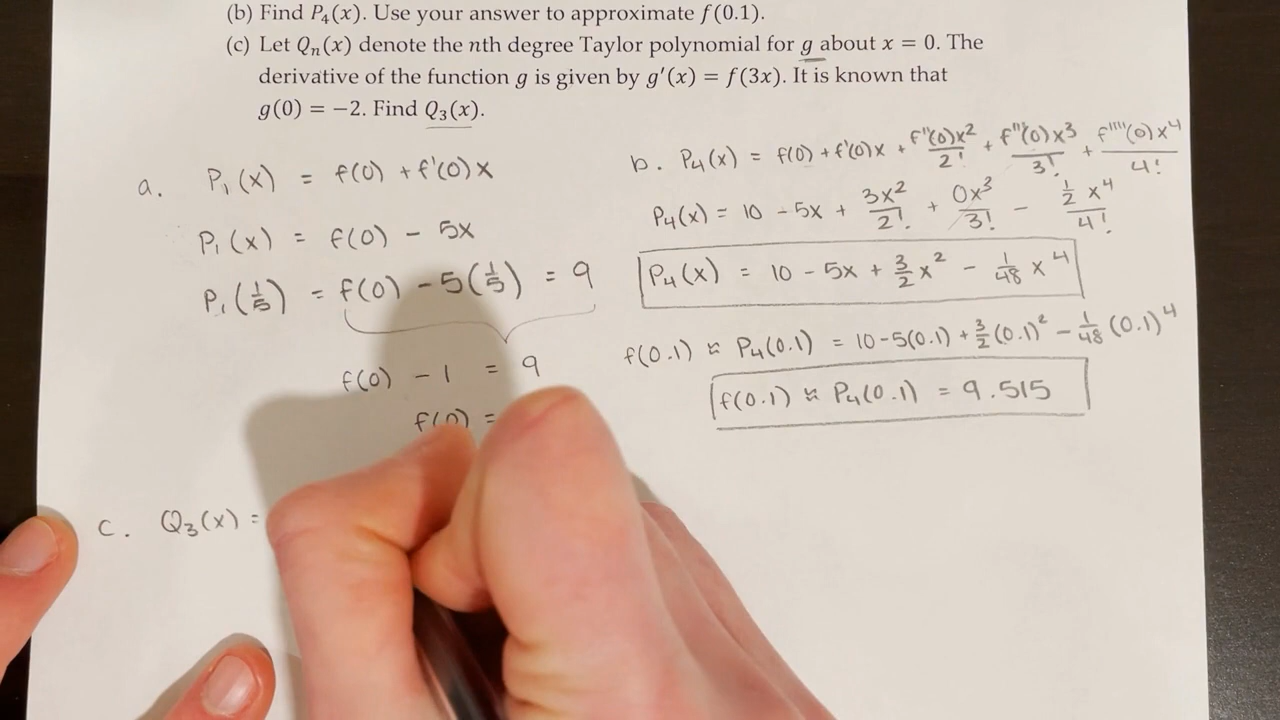 (b) Find P₄(x). Use your answer to approximate f(0.1).
(c) Let Qₙ(x) denote the nth degree Taylor polynomial for g about x = 0. The
derivative of the function g is given by g′(x) = f(3x). It is known that
g(0) = −2. Find Q₃(x).
a. P₁(x) = f(0) + f'(0)x
P₁(x) = f(0) − 5x
P₁(1/5) = f(0) − 5(1/5) = 9
f(0) − 1 = 9
f(0) =
b. P₄(x) = f(0) + f'(0)x + f''(0)x²/2! + f'''(0)x³/3! + f''''(0)x⁴/4!
P₄(x) = 10 − 5x + 3x²/2! + 0x³/3! − 1/2 x⁴/4!
P₄(x) = 10 − 5x + 3/2 x² − 1/48 x⁴
f(0.1) ≈ P₄(0.1) = 10−5(0.1) + 3/2 (0.1)² − 1/48 (0.1)⁴
f(0.1) ≈ P₄(0.1) = 9.515
c. Q₃(x) =